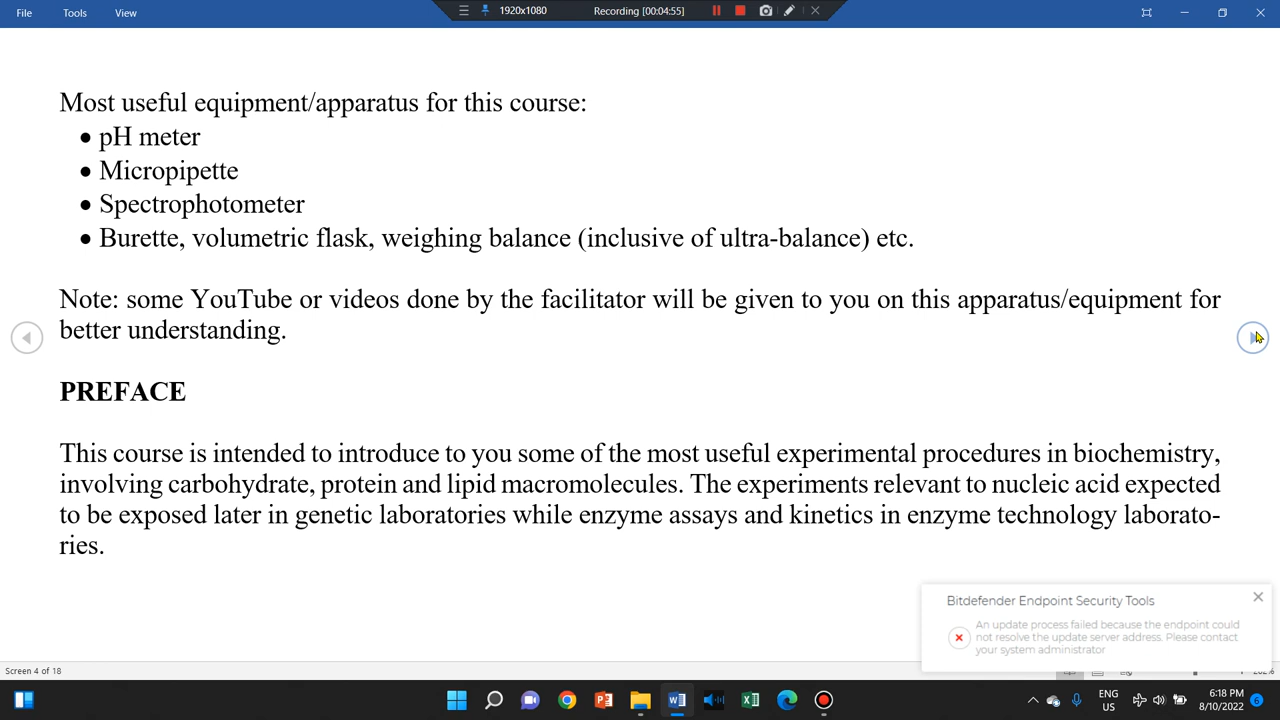 File Tools View 1920x1080 Recording [00:04:55]
Most useful equipment/apparatus for this course:
• pH meter
• Micropipette
• Spectrophotometer
• Burette, volumetric flask, weighing balance (inclusive of ultra-balance) etc.
Note: some YouTube or videos done by the facilitator will be given to you on this apparatus/equipment for
better understanding.
PREFACE
This course is intended to introduce to you some of the most useful experimental procedures in biochemistry,
involving carbohydrate, protein and lipid macromolecules. The experiments relevant to nucleic acid expected
to be exposed later in genetic laboratories while enzyme assays and kinetics in enzyme technology laborato-
ries.
Bitdefender Endpoint Security Tools
An update process failed because the endpoint could
not resolve the update server address. Please contact
your system administrator
Screen 4 of 18
ENG
US
6:18 PM
8/10/2022
6